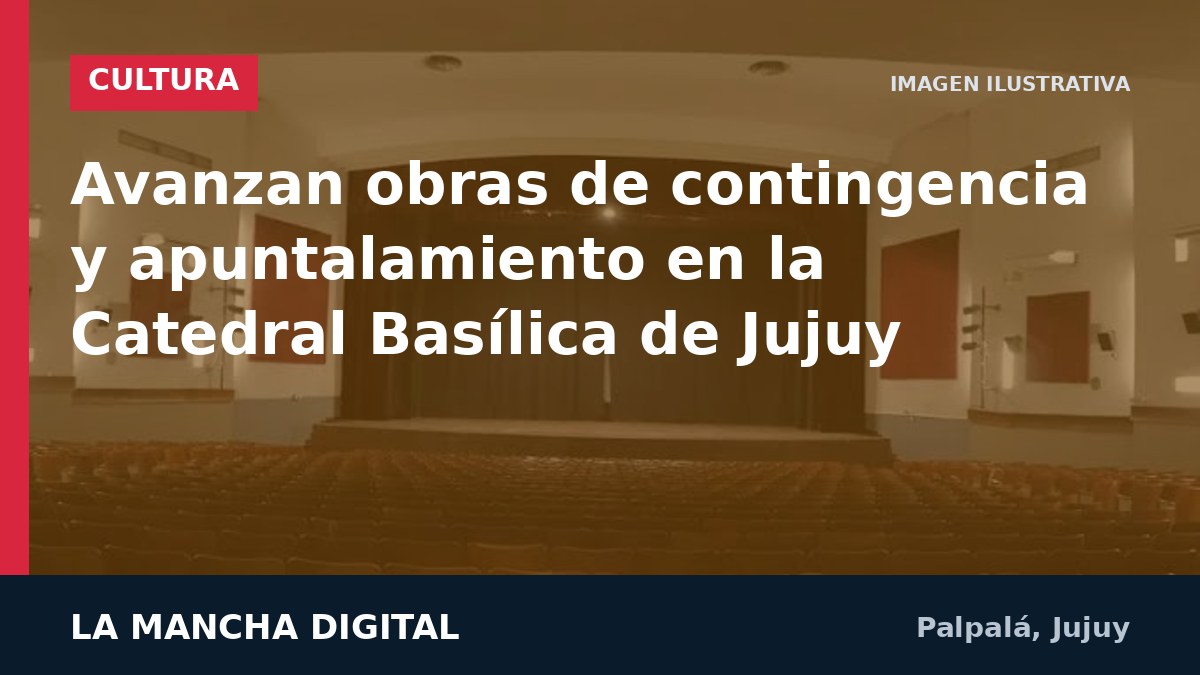 CULTURA
IMAGEN ILUSTRATIVA
Avanzan obras de contingencia
y apuntalamiento en la
Catedral Basílica de Jujuy
LA MANCHA DIGITAL
Palpalá, Jujuy